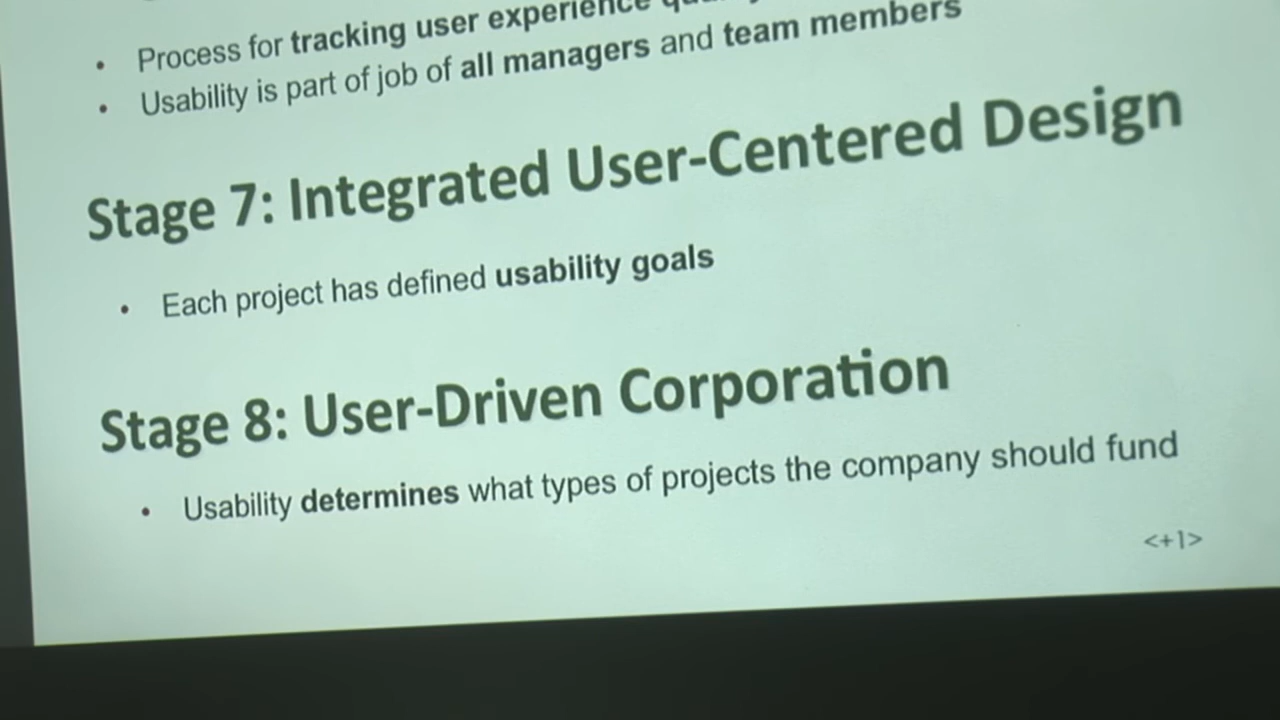 • Process for tracking user experience
• Usability is part of job of all managers and team members
Stage 7: Integrated User-Centered Design
• Each project has defined usability goals
Stage 8: User-Driven Corporation
• Usability determines what types of projects the company should fund
<+1>